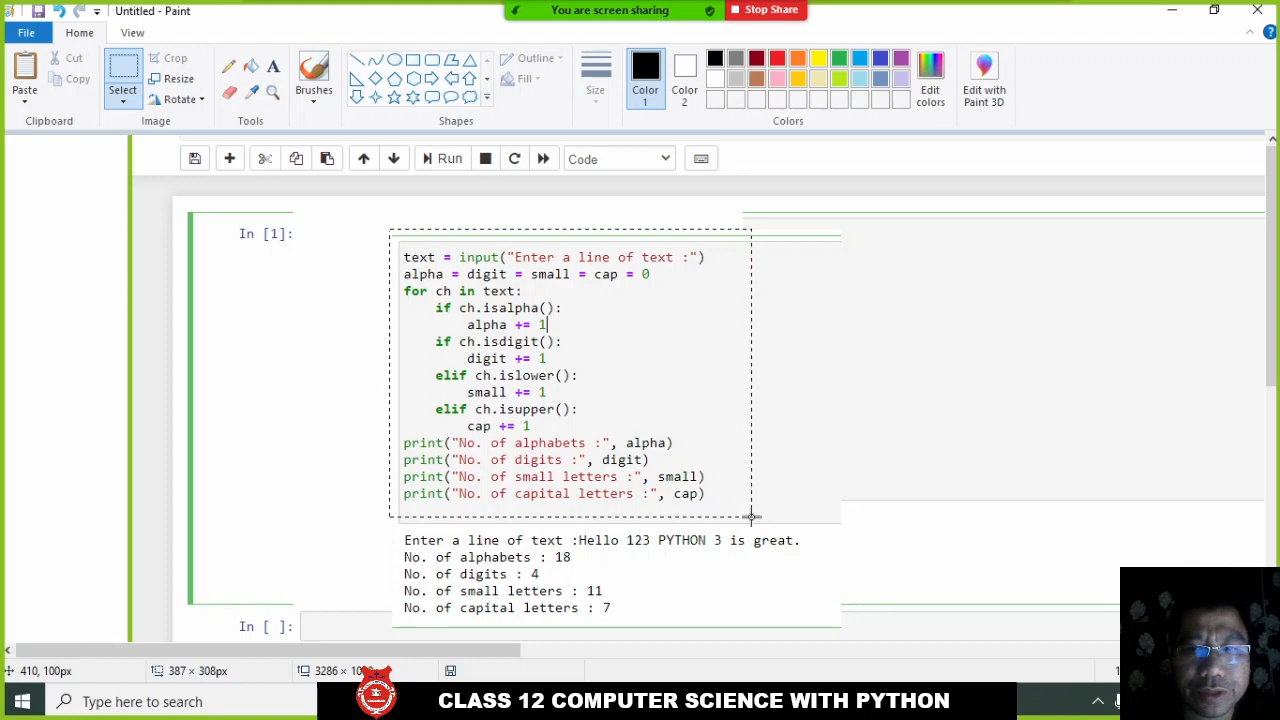 Untitled - Paint
You are screen sharing
Stop Share
File
Home
View
Paste
Cut
Copy
Clipboard
Select
Crop
Resize
Rotate
Image
Tools
Brushes
Outline
Fill
Shapes
Size
Color 1
Color 2
Colors
Edit colors
Edit with Paint 3D
Run
Code
In [1]:
text = input("Enter a line of text :")
alpha = digit = small = cap = 0
for ch in text:
    if ch.isalpha():
        alpha += 1
    if ch.isdigit():
        digit += 1
    elif ch.islower():
        small += 1
    elif ch.isupper():
        cap += 1
print("No. of alphabets :", alpha)
print("No. of digits :", digit)
print("No. of small letters :", small)
print("No. of capital letters :", cap)
Enter a line of text :Hello 123 PYTHON 3 is great.
No. of alphabets : 18
No. of digits : 4
No. of small letters : 11
No. of capital letters : 7
In [ ]:
410, 100px
387 × 308px
Type here to search
CLASS 12 COMPUTER SCIENCE WITH PYTHON